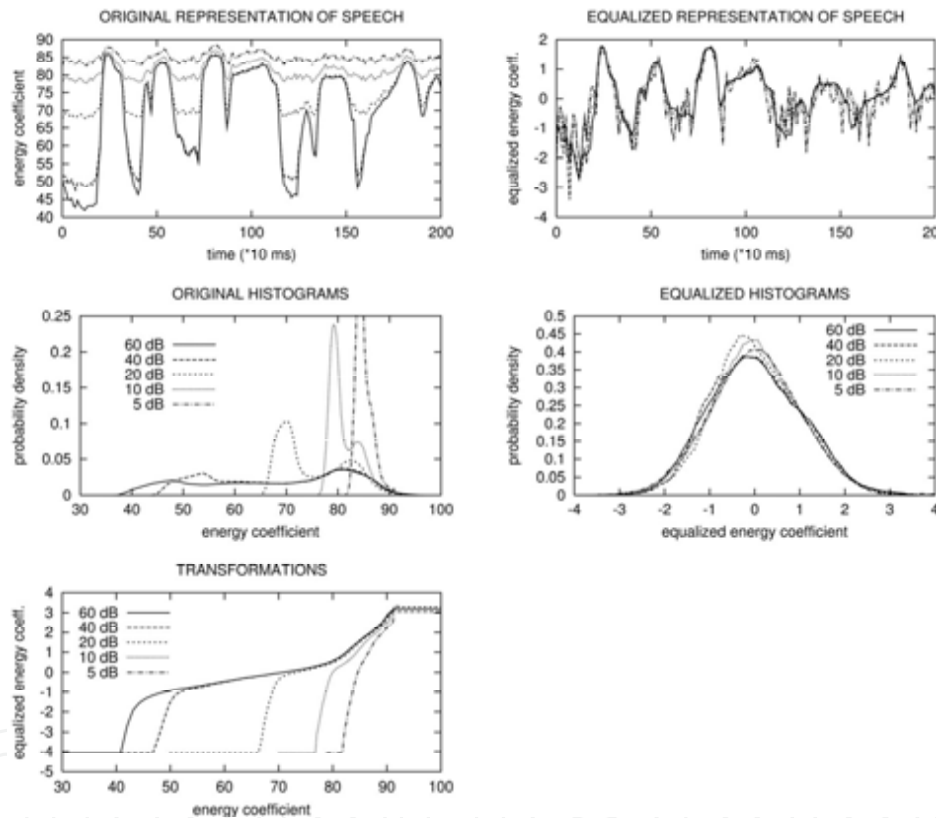 ORIGINAL REPRESENTATION OF SPEECH
energy coefficient
90
85
80
75
70
65
60
55
50
45
40
0 50 100 150 200
time (*10 ms)
EQUALIZED REPRESENTATION OF SPEECH
equalized energy coeff.
2
1
0
-1
-2
-3
-4
0 50 100 150 200
time (*10 ms)
ORIGINAL HISTOGRAMS
probability density
0.25
0.2
0.15
0.1
0.05
0
60 dB
40 dB
20 dB
10 dB
5 dB
30 40 50 60 70 80 90 100
energy coefficient
EQUALIZED HISTOGRAMS
probability density
0.5
0.45
0.4
0.35
0.3
0.25
0.2
0.15
0.1
0.05
0
60 dB
40 dB
20 dB
10 dB
5 dB
-4 -3 -2 -1 0 1 2 3 4
equalized energy coefficient
TRANSFORMATIONS
equalized energy coeff.
4
3
2
1
0
-1
-2
-3
-4
-5
60 dB
40 dB
20 dB
10 dB
5 dB
30 40 50 60 70 80 90 100
energy coefficient